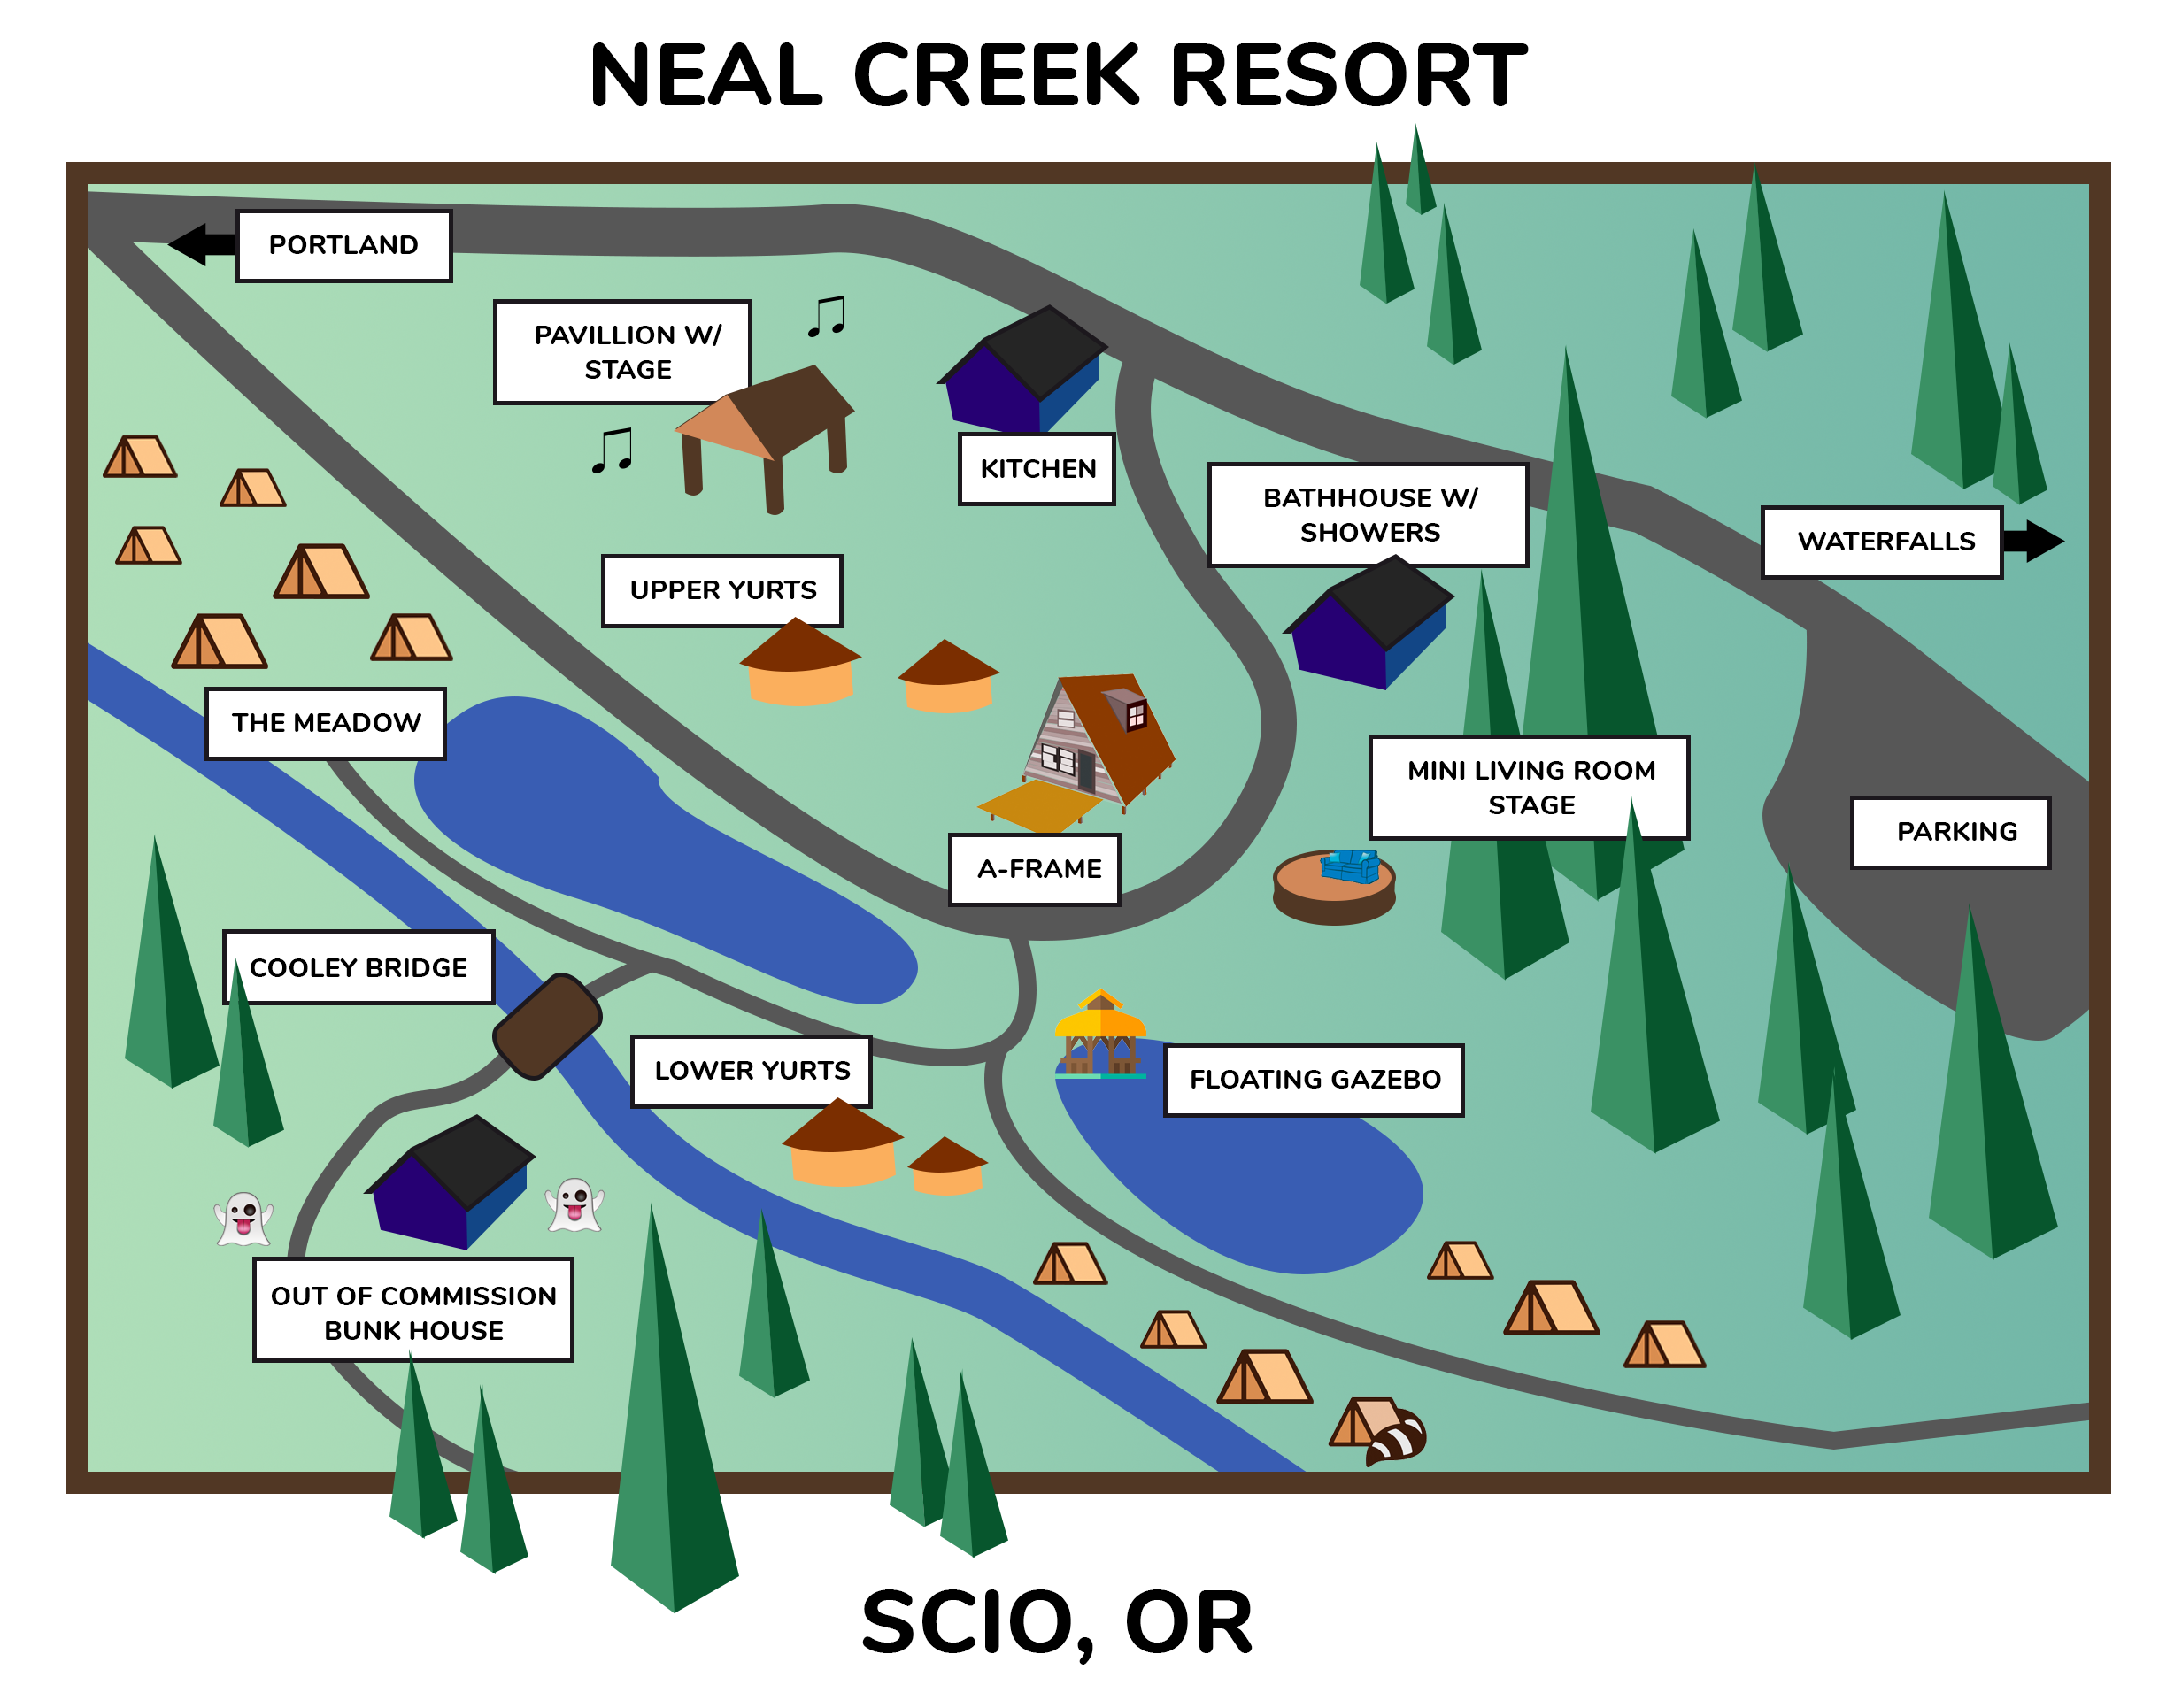 NEAL CREEK RESORT
PORTLAND
PAVILLION W/
STAGE
KITCHEN
BATHHOUSE W/
SHOWERS
WATERFALLS
UPPER YURTS
THE MEADOW
MINI LIVING ROOM
STAGE
PARKING
A-FRAME
COOLEY BRIDGE
LOWER YURTS
FLOATING GAZEBO
OUT OF COMMISSION
BUNK HOUSE
SCIO, OR